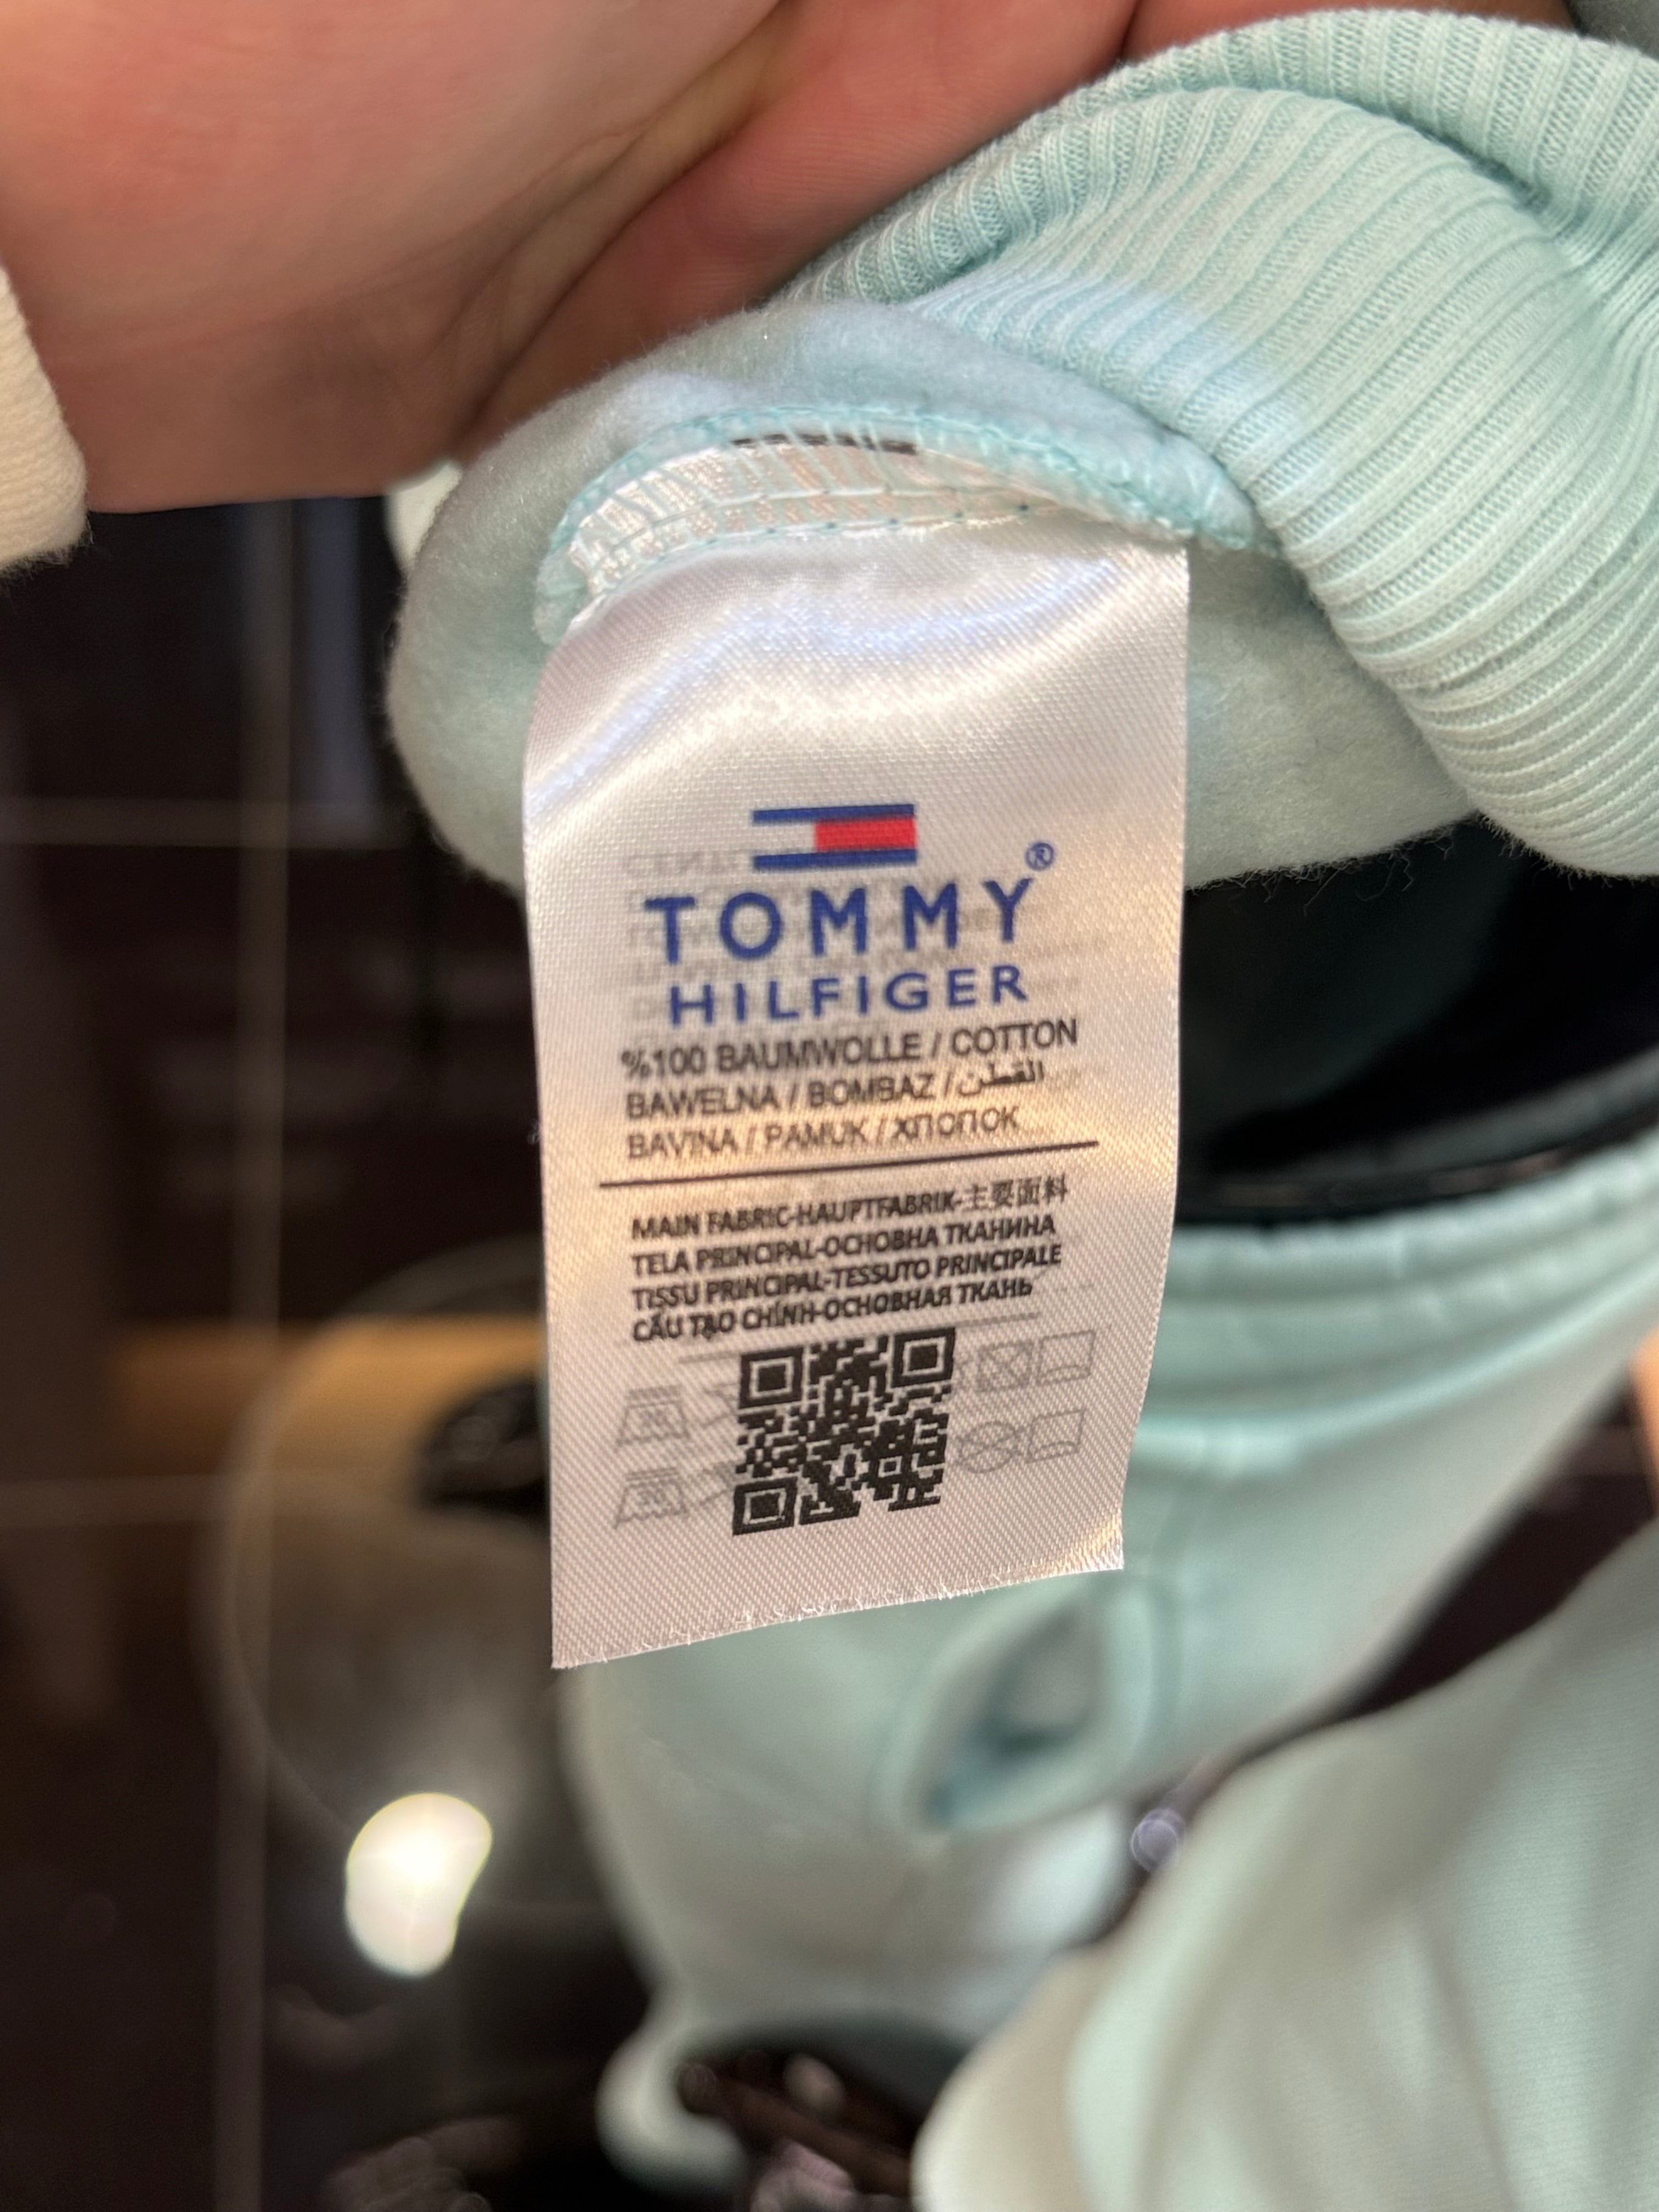 TOMMY®
HILFIGER
%100 BAUMWOLLE / COTTON
BAWELNA / BOMBAZ / القطن
BAVINA / PAMUK / ХПОПОК
MAIN FABRIC-HAUPTFABRIK-主要面料
TELA PRINCIPAL-ОСНОВНА ТКАНИНА
TISSU PRINCIPAL-TESSUTO PRINCIPALE
CẤU TẠO CHÍNH-ОСНОВНАЯ ТКАНЬ